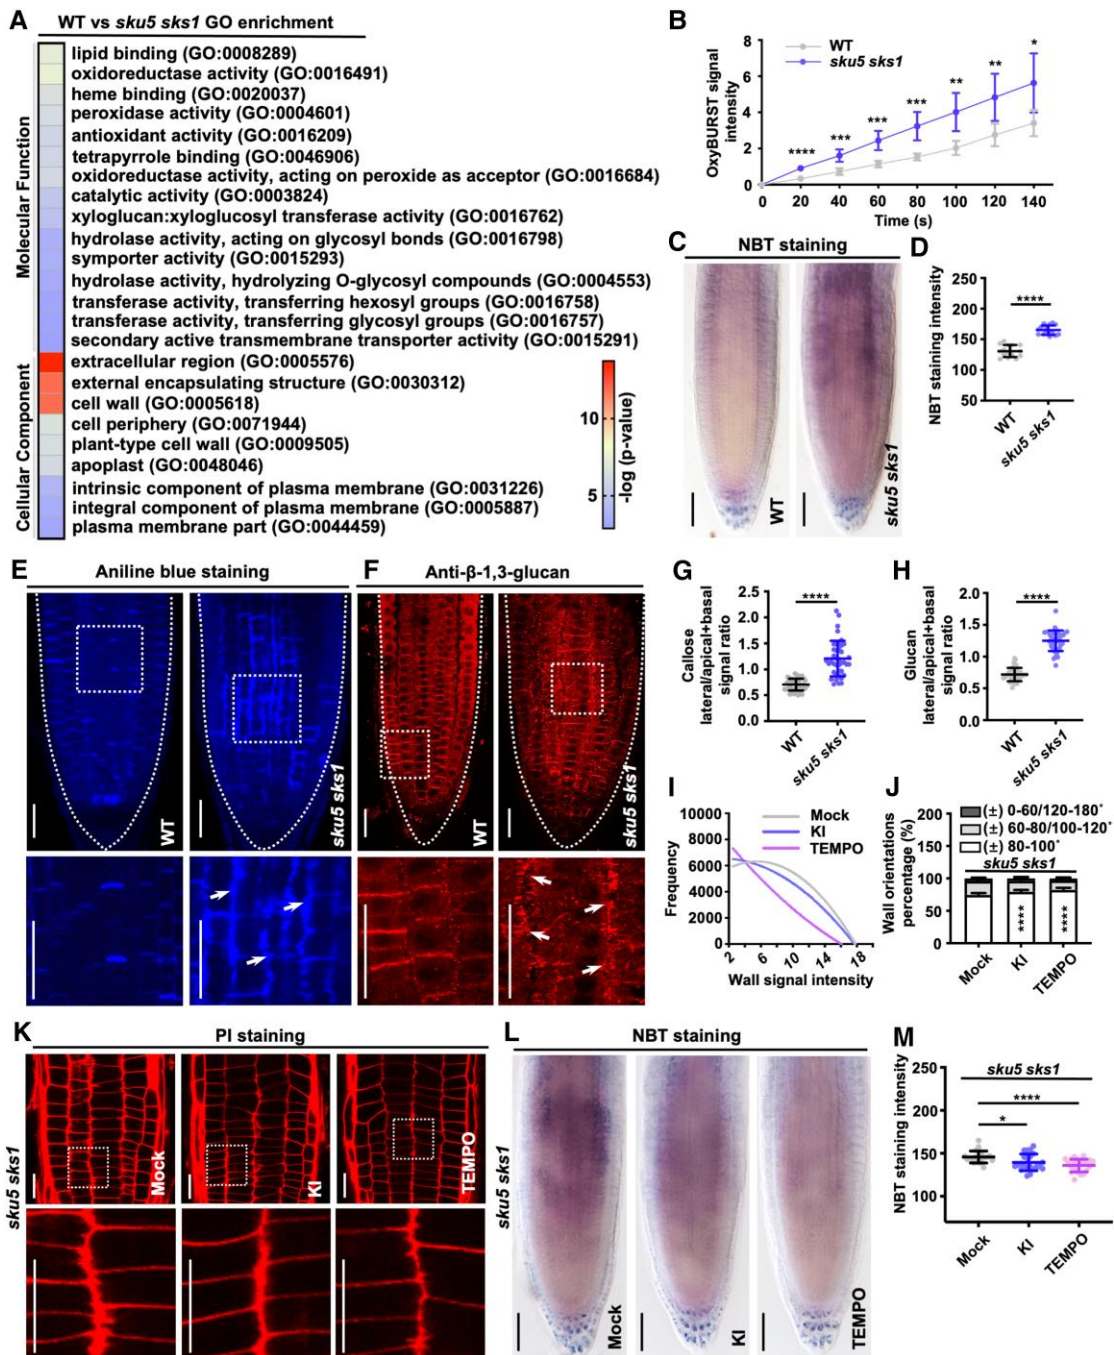 A
WT vs sku5 sks1 GO enrichment
Molecular Function
lipid binding (GO:0008289)
oxidoreductase activity (GO:0016491)
heme binding (GO:0020037)
peroxidase activity (GO:0004601)
antioxidant activity (GO:0016209)
tetrapyrrole binding (GO:0046906)
oxidoreductase activity, acting on peroxide as acceptor (GO:0016684)
catalytic activity (GO:0003824)
xyloglucan:xyloglucosyl transferase activity (GO:0016762)
hydrolase activity, acting on glycosyl bonds (GO:0016798)
symporter activity (GO:0015293)
hydrolase activity, hydrolyzing O-glycosyl compounds (GO:0004553)
transferase activity, transferring hexosyl groups (GO:0016758)
transferase activity, transferring glycosyl groups (GO:0016757)
secondary active transmembrane transporter activity (GO:0015291)
Cellular Component
extracellular region (GO:0005576)
external encapsulating structure (GO:0030312)
cell wall (GO:0005618)
cell periphery (GO:0071944)
plant-type cell wall (GO:0009505)
apoplast (GO:0048046)
intrinsic component of plasma membrane (GO:0031226)
integral component of plasma membrane (GO:0005887)
plasma membrane part (GO:0044459)
10
5
-log (p-value)
B
WT
sku5 sks1
OxyBURST signal
intensity
8
6
4
2
0
**** *** *** *** ** ** *
0 20 40 60 80 100 120 140
Time (s)
C
NBT staining
WT
sku5 sks1
D
NBT staining intensity
250
200
150
100
50
****
WT
sku5 sks1
E
Aniline blue staining
WT
sku5 sks1
F
Anti-β-1,3-glucan
WT
sku5 sks1
G
Callose
lateral/apical+basal
signal ratio
2.5
2.0
1.5
1.0
0.5
0.0
****
WT
sku5 sks1
H
Glucan
lateral/apical+basal
signal ratio
2.0
1.5
1.0
0.5
0.0
****
WT
sku5 sks1
I
Frequency
10000
8000
6000
4000
2000
0
Mock
KI
TEMPO
2 6 10 14 18
Wall signal intensity
J
(±) 0-60/120-180°
(±) 60-80/100-120°
(±) 80-100°
sku5 sks1
Wall orientations
percentage (%)
200
150
100
50
0
****
****
Mock
KI
TEMPO
K
PI staining
sku5 sks1
Mock
KI
TEMPO
L
NBT staining
sku5 sks1
Mock
KI
TEMPO
M
NBT staining intensity
250
200
150
100
sku5 sks1
****
*
Mock
KI
TEMPO